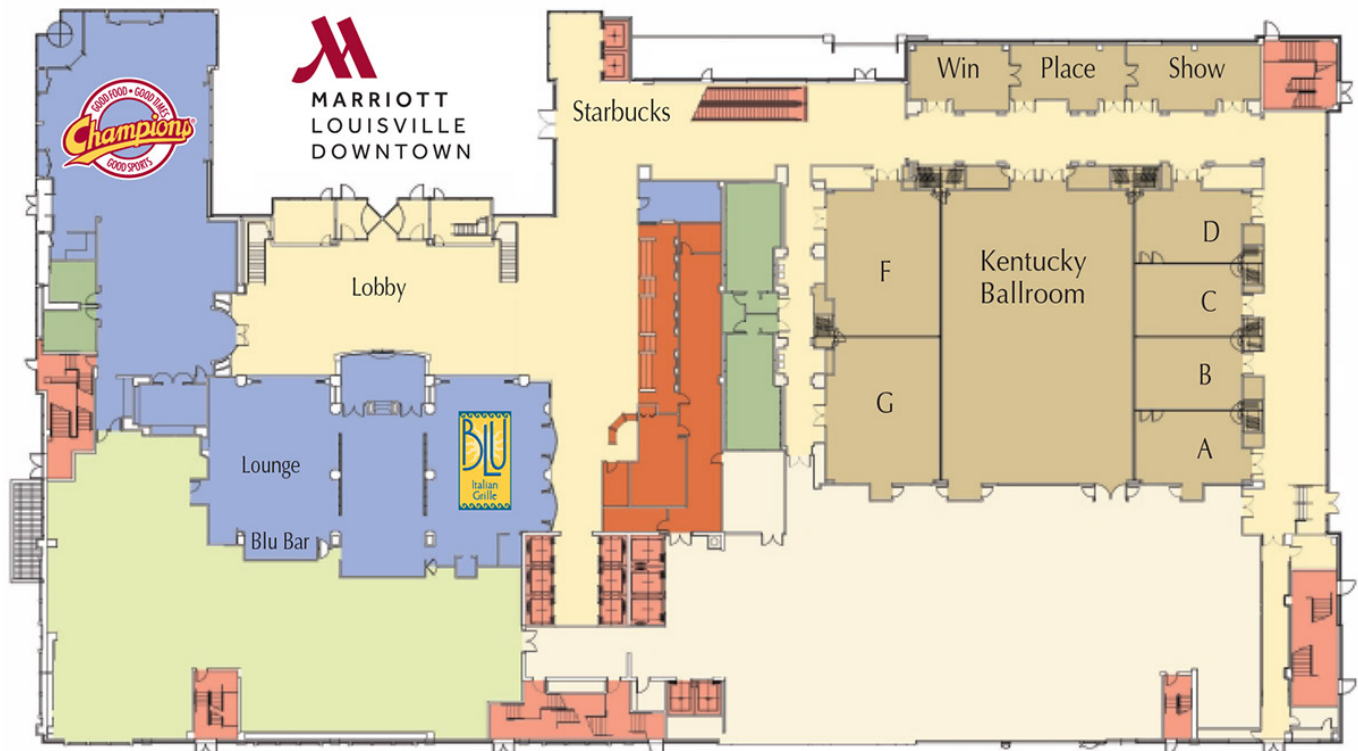 GOOD FOOD • GOOD TIMES
Champions
GOOD SPORTS
MARRIOTT
LOUISVILLE
DOWNTOWN
Starbucks
Win
Place
Show
Lobby
F
Kentucky
Ballroom
D
C
B
A
G
Lounge
BLU
Italian
Grille
Blu Bar